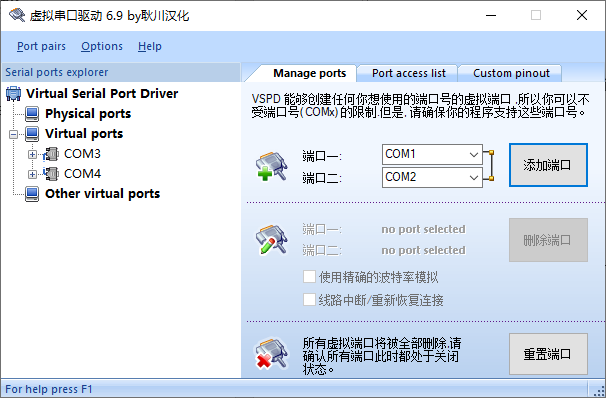 虚拟串口驱动 6.9 by耿川汉化
Port pairs Options Help
Serial ports explorer
Virtual Serial Port Driver
Physical ports
Virtual ports
COM3
COM4
Other virtual ports
Manage ports Port access list Custom pinout
VSPD 能够创建任何你想使用的端口号的虚拟端口 .所以你可以不
受端口号(COMx)的限制.但是, 请确保你的程序支持这些端口号。
端口一: COM1
端口二: COM2
添加端口
端口一: no port selected
端口二: no port selected
删除端口
使用精确的波特率模拟
线路中断/重新恢复连接
所有虚拟端口将被全部删除,请
确认所有端口此时都处于关闭
状态。
重置端口
For help press F1